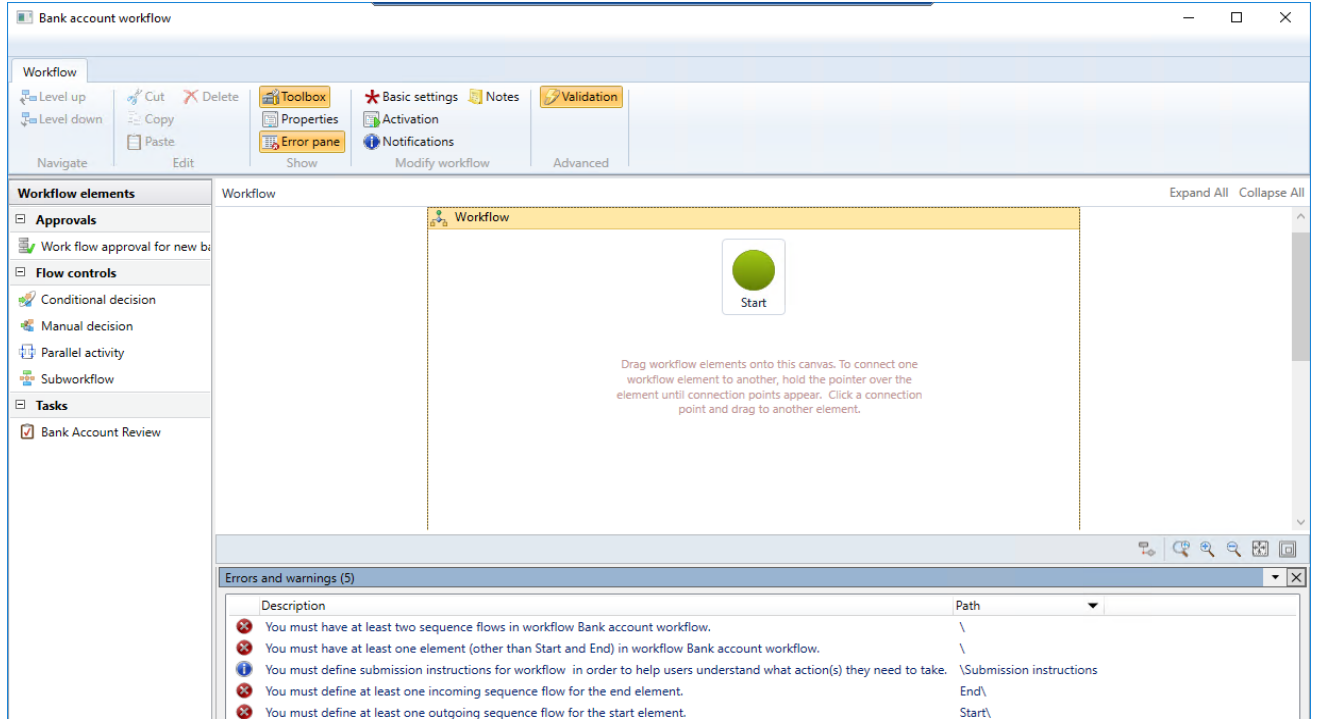 Bank account workflow
Workflow
Level up
Cut
Delete
Toolbox
Basic settings
Notes
Validation
Level down
Copy
Properties
Activation
Paste
Error pane
Notifications
Navigate
Edit
Show
Modify workflow
Advanced
Workflow elements
Workflow
Expand All
Collapse All
Approvals
Work flow approval for new ba
Flow controls
Conditional decision
Manual decision
Parallel activity
Subworkflow
Tasks
Bank Account Review
Workflow
Start
Drag workflow elements onto this canvas. To connect one
workflow element to another, hold the pointer over the
element until connection points appear. Click a connection
point and drag to another element.
Errors and warnings (5)
Description
Path
You must have at least two sequence flows in workflow Bank account workflow.
\
You must have at least one element (other than Start and End) in workflow Bank account workflow.
\
You must define submission instructions for workflow in order to help users understand what action(s) they need to take.
\Submission instructions
You must define at least one incoming sequence flow for the end element.
End\
You must define at least one outgoing sequence flow for the start element.
Start\